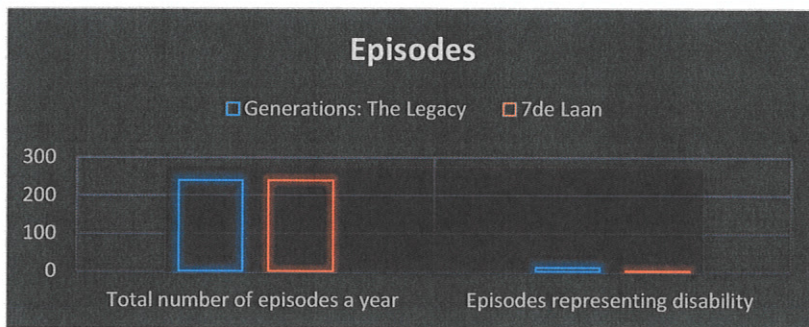 Episodes
Generations: The Legacy 7de Laan
300
200
100
0
Total number of episodes a year Episodes representing disability